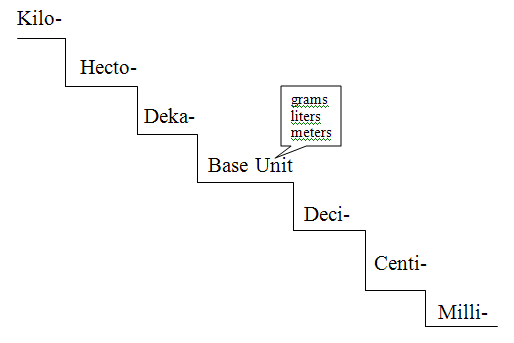 Kilo-
Hecto-
Deka-
grams
liters
meters
Base Unit
Deci-
Centi-
Milli-